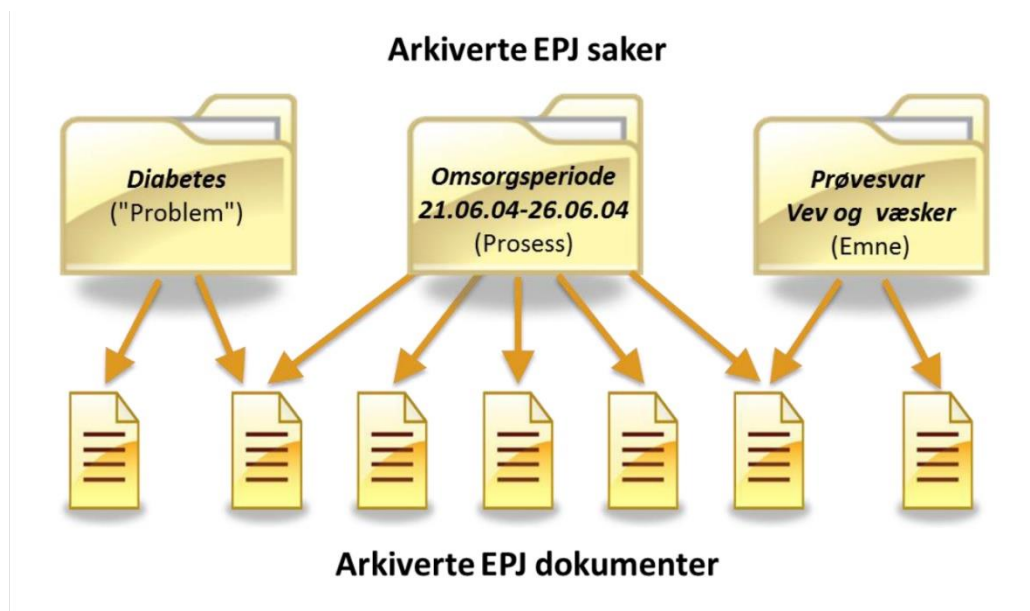 Arkiverte EPJ saker
Diabetes
("Problem")
Omsorgsperiode
21.06.04-26.06.04
(Prosess)
Prøvesvar
Vev og  væsker
(Emne)
Arkiverte EPJ dokumenter